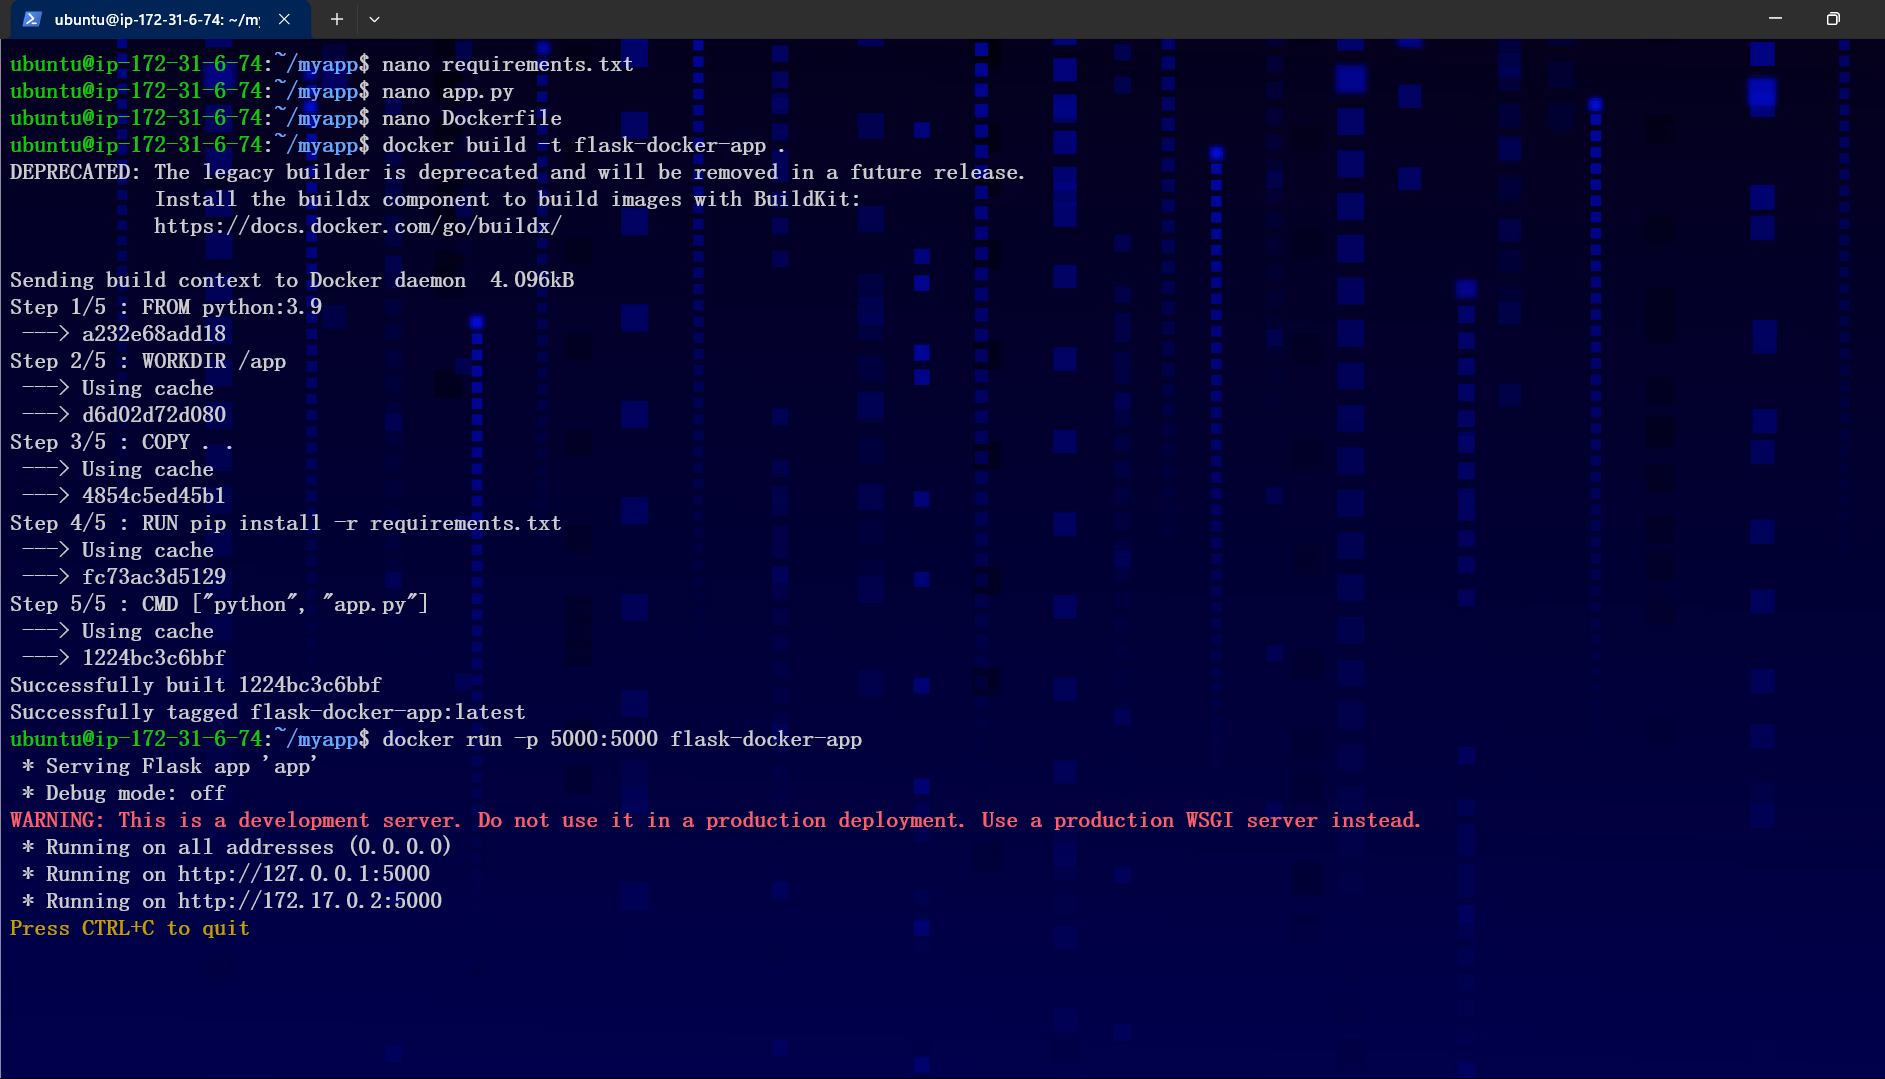 ubuntu@ip-172-31-6-74: ~/my
ubuntu@ip-172-31-6-74:~/myapp$ nano requirements.txt
ubuntu@ip-172-31-6-74:~/myapp$ nano app.py
ubuntu@ip-172-31-6-74:~/myapp$ nano Dockerfile
ubuntu@ip-172-31-6-74:~/myapp$ docker build -t flask-docker-app .
DEPRECATED: The legacy builder is deprecated and will be removed in a future release.
            Install the buildx component to build images with BuildKit:
            https://docs.docker.com/go/buildx/
Sending build context to Docker daemon  4.096kB
Step 1/5 : FROM python:3.9
 ---> a232e68add18
Step 2/5 : WORKDIR /app
 ---> Using cache
 ---> d6d02d72d080
Step 3/5 : COPY . .
 ---> Using cache
 ---> 4854c5ed45b1
Step 4/5 : RUN pip install -r requirements.txt
 ---> Using cache
 ---> fc73ac3d5129
Step 5/5 : CMD ["python", "app.py"]
 ---> Using cache
 ---> 1224bc3c6bbf
Successfully built 1224bc3c6bbf
Successfully tagged flask-docker-app:latest
ubuntu@ip-172-31-6-74:~/myapp$ docker run -p 5000:5000 flask-docker-app
 * Serving Flask app 'app'
 * Debug mode: off
WARNING: This is a development server. Do not use it in a production deployment. Use a production WSGI server instead.
 * Running on all addresses (0.0.0.0)
 * Running on http://127.0.0.1:5000
 * Running on http://172.17.0.2:5000
Press CTRL+C to quit